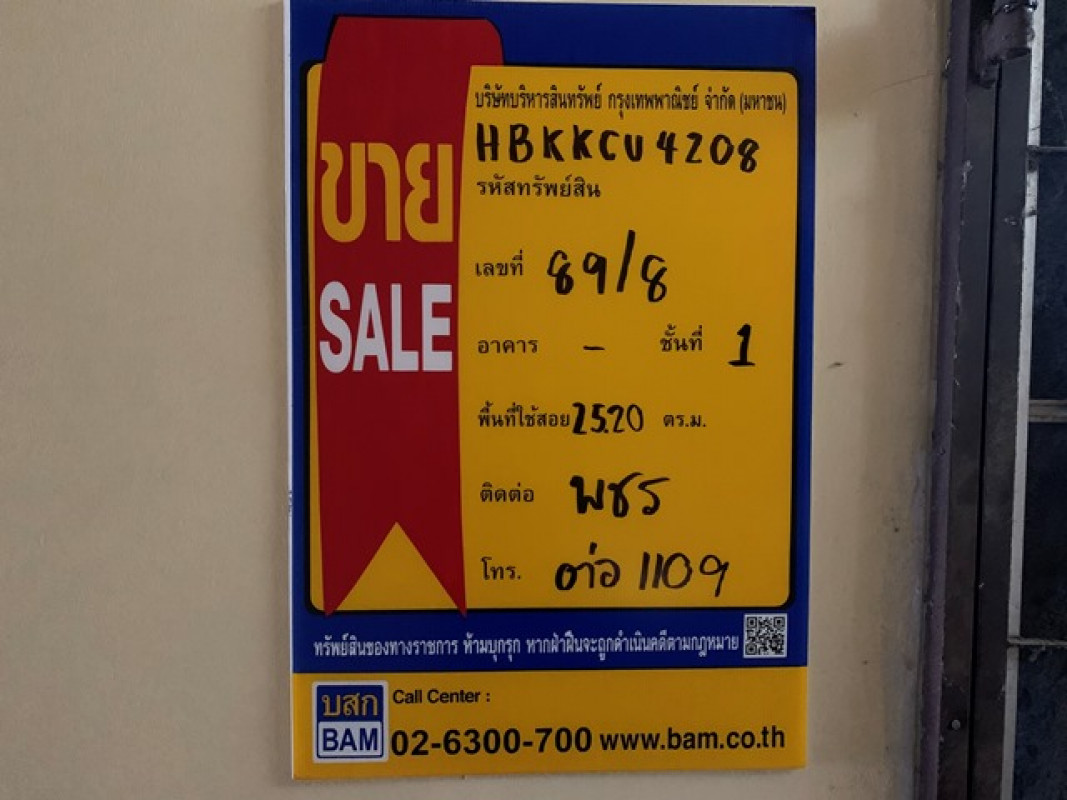 ขาย
SALE
บริษัทบริหารสินทรัพย์ กรุงเทพพาณิชย์ จำกัด (มหาชน)
HBKKCU4208
รหัสทรัพย์สิน
เลขที่ 89/8
อาคาร - ชั้นที่ 1
พื้นที่ใช้สอย 25.20 ตร.ม.
ติดต่อ พชร
โทร. ต่อ 1109
ทรัพย์สินของทางราชการ ห้ามบุกรุก หากฝ่าฝืนจะถูกดำเนินคดีตามกฎหมาย
บสก
BAM
Call Center :
02-6300-700 www.bam.co.th